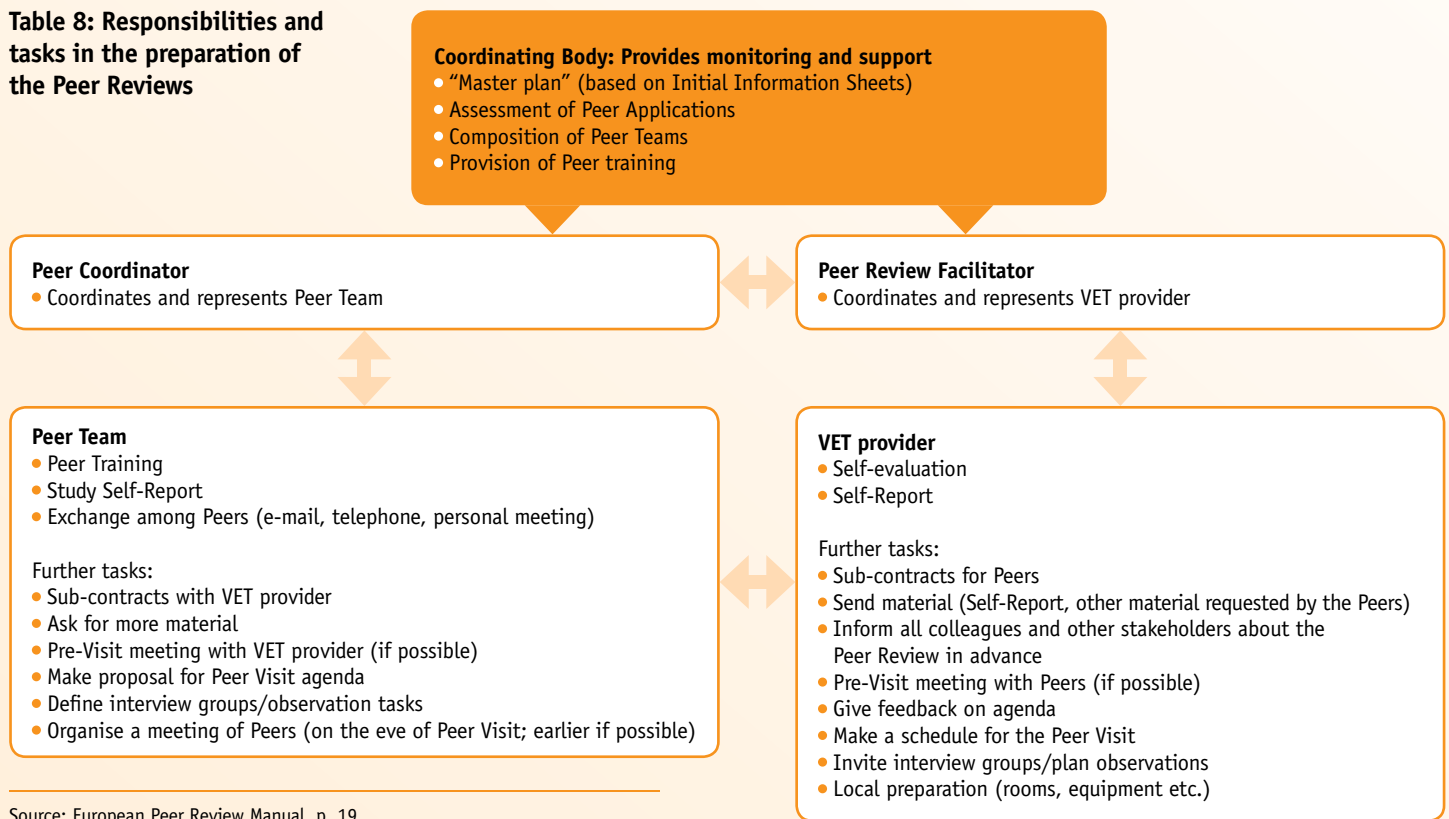 Table 8: Responsibilities and
tasks in the preparation of
the Peer Reviews
Coordinating Body: Provides monitoring and support
• “Master plan” (based on Initial Information Sheets)
• Assessment of Peer Applications
• Composition of Peer Teams
• Provision of Peer training
Peer Coordinator
• Coordinates and represents Peer Team
Peer Review Facilitator
• Coordinates and represents VET provider
Peer Team
• Peer Training
• Study Self-Report
• Exchange among Peers (e-mail, telephone, personal meeting)
Further tasks:
• Sub-contracts with VET provider
• Ask for more material
• Pre-Visit meeting with VET provider (if possible)
• Make proposal for Peer Visit agenda
• Define interview groups/observation tasks
• Organise a meeting of Peers (on the eve of Peer Visit; earlier if possible)
VET provider
• Self-evaluation
• Self-Report
Further tasks:
• Sub-contracts for Peers
• Send material (Self-Report, other material requested by the Peers)
• Inform all colleagues and other stakeholders about the
Peer Review in advance
• Pre-Visit meeting with Peers (if possible)
• Give feedback on agenda
• Make a schedule for the Peer Visit
• Invite interview groups/plan observations
• Local preparation (rooms, equipment etc.)
Source: European Peer Review Manual, p. 19